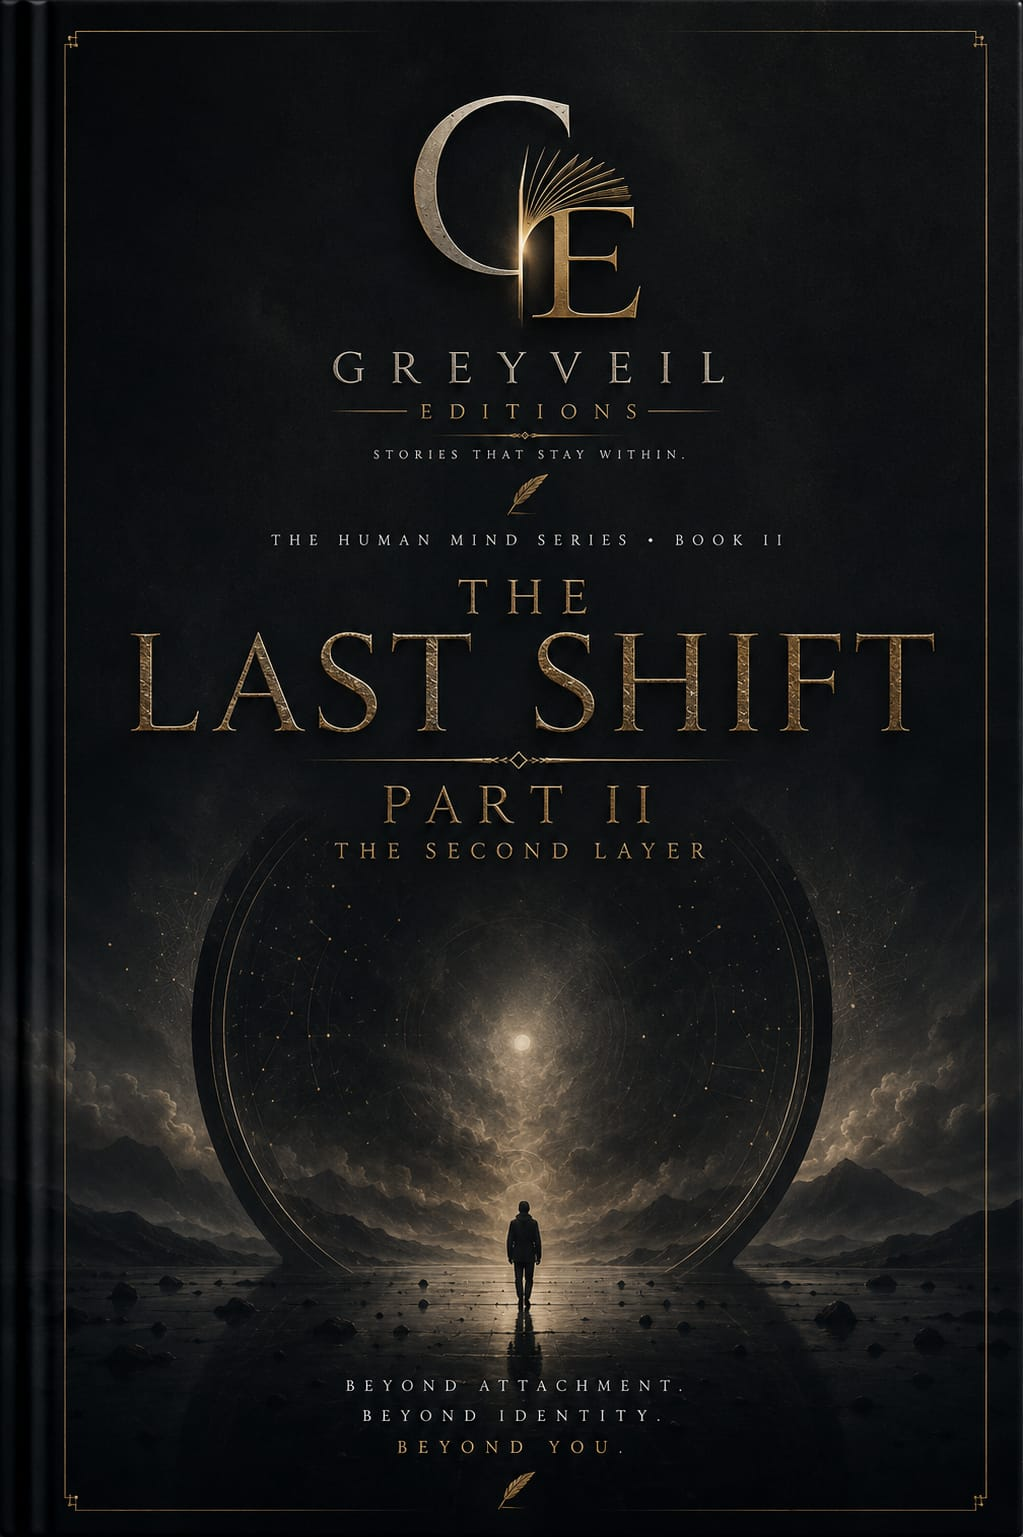 GE
GREYVEIL
EDITIONS
STORIES THAT STAY WITHIN.
THE HUMAN MIND SERIES • BOOK II
THE
LAST SHIFT
PART II
THE SECOND LAYER
BEYOND ATTACHMENT.
BEYOND IDENTITY.
BEYOND YOU.